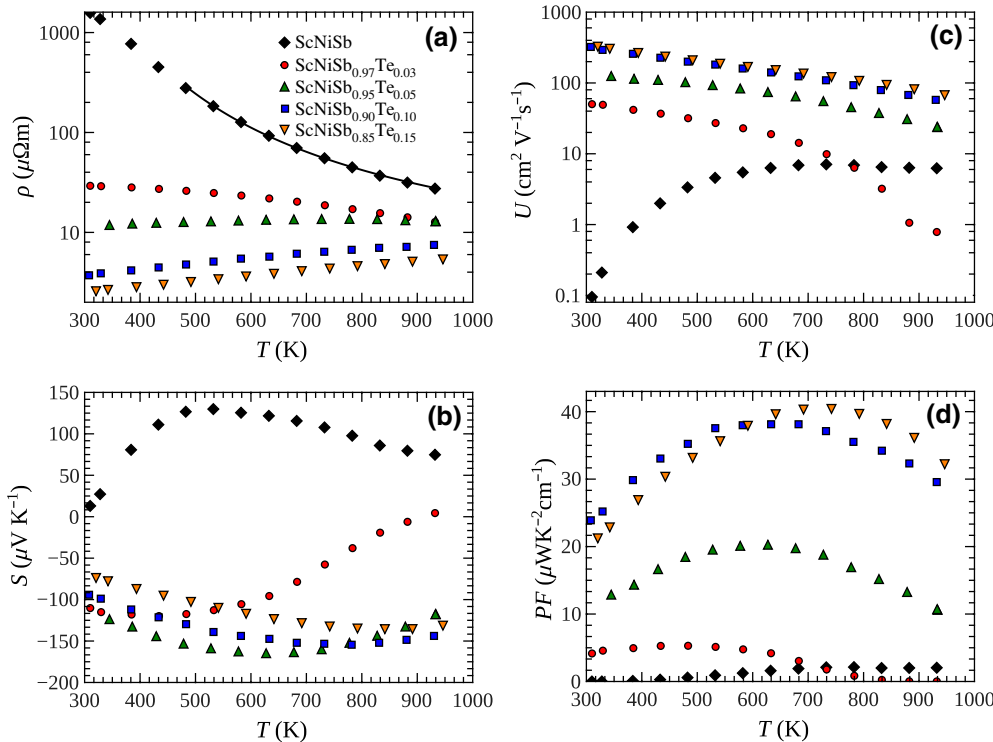 (a)
1000
100
10
ρ (μΩm)
ScNiSb
ScNiSb0.97Te0.03
ScNiSb0.95Te0.05
ScNiSb0.90Te0.10
ScNiSb0.85Te0.15
300 400 500 600 700 800 900 1000
T (K)
(c)
1000
100
10
1
0.1
U (cm² V⁻¹s⁻¹)
300 400 500 600 700 800 900 1000
T (K)
(b)
150
100
50
0
−50
−100
−150
−200
S (μV K⁻¹)
300 400 500 600 700 800 900 1000
T (K)
(d)
40
30
20
10
0
PF (μWK⁻²cm⁻¹)
300 400 500 600 700 800 900 1000
T (K)